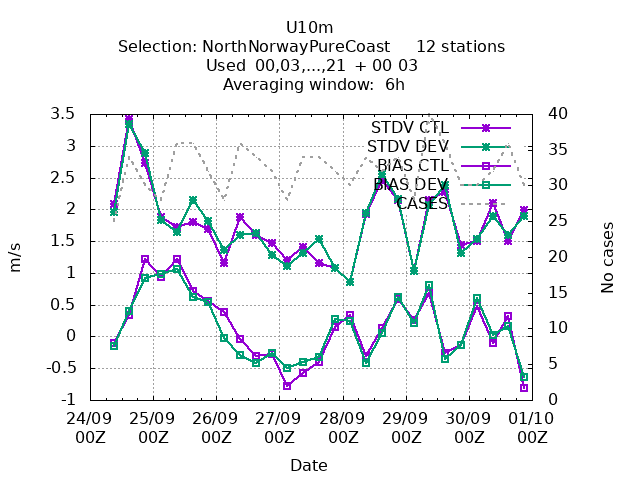 U10m
Selection: NorthNorwayPureCoast 12 stations
Used 00,03,...,21 + 00 03
Averaging window: 6h
STDV CTL
STDV DEV
BIAS CTL
BIAS DEV
CASES
3.5
3
2.5
2
1.5
1
0.5
0
-0.5
-1
m/s
40
35
30
25
20
15
10
5
0
No cases
24/09 25/09 26/09 27/09 28/09 29/09 30/09 01/10
00Z 00Z 00Z 00Z 00Z 00Z 00Z 00Z
Date